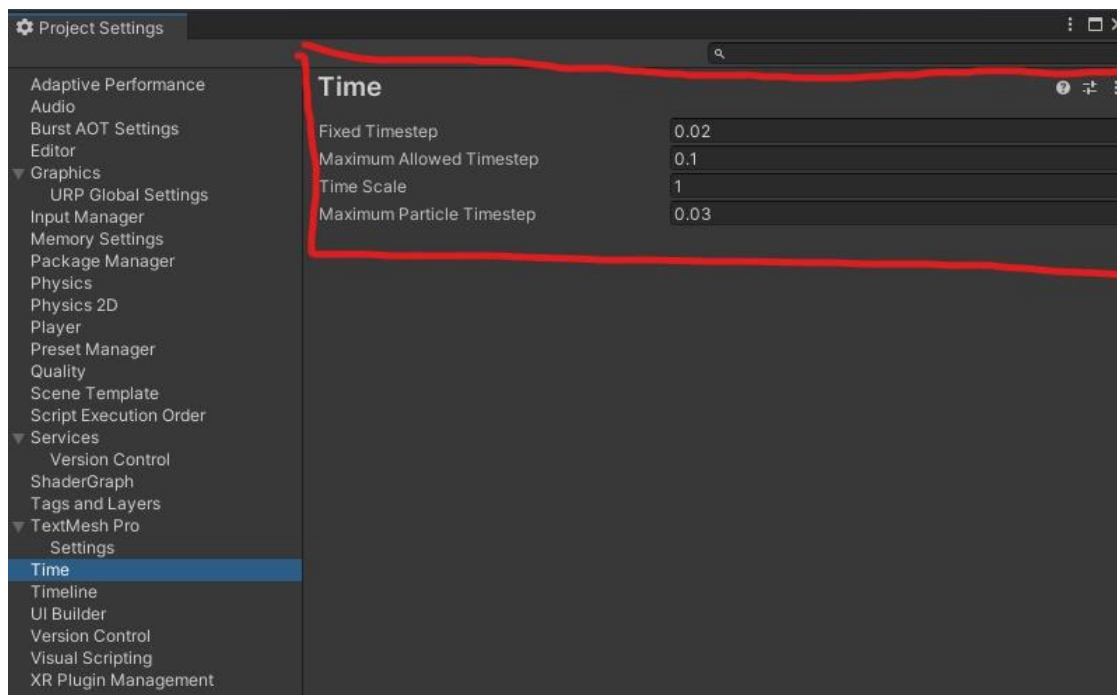 Project Settings
Adaptive Performance
Audio
Burst AOT Settings
Editor
Graphics
URP Global Settings
Input Manager
Memory Settings
Package Manager
Physics
Physics 2D
Player
Preset Manager
Quality
Scene Template
Script Execution Order
Services
Version Control
ShaderGraph
Tags and Layers
TextMesh Pro
Settings
Time
Timeline
UI Builder
Version Control
Visual Scripting
XR Plugin Management
Time
Fixed Timestep 0.02
Maximum Allowed Timestep 0.1
Time Scale 1
Maximum Particle Timestep 0.03